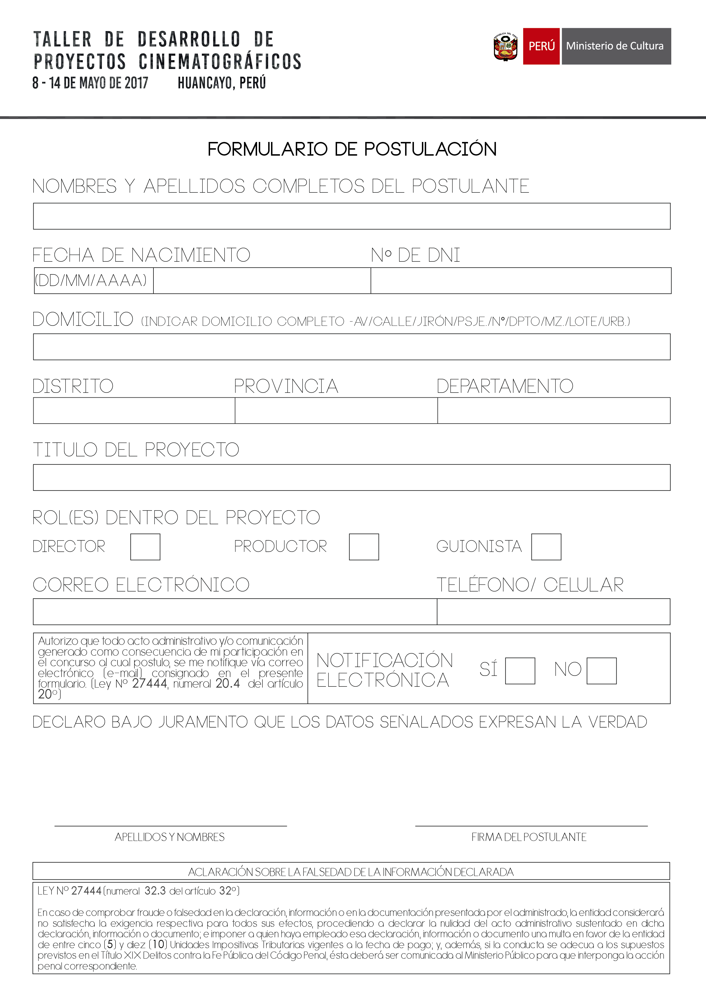 TALLER DE DESARROLLO DE
PROYECTOS CINEMATOGRÁFICOS
8 - 14 DE MAYO DE 2017 HUANCAYO, PERÚ
REPÚBLICA DEL PERÚ
PERÚ Ministerio de Cultura
FORMULARIO DE POSTULACIÓN
NOMBRES Y APELLIDOS COMPLETOS DEL POSTULANTE
FECHA DE NACIMIENTO Nº DE DNI
(DD/MM/AAAA)
DOMICILIO (INDICAR DOMICILIO COMPLETO -AV/CALLE/JIRÓN/PSJE./Nº/DPTO/MZ./LOTE/URB.)
DISTRITO PROVINCIA DEPARTAMENTO
TITULO DEL PROYECTO
ROL(ES) DENTRO DEL PROYECTO
DIRECTOR PRODUCTOR GUIONISTA
CORREO ELECTRÓNICO TELÉFONO/ CELULAR
Autorizo que todo acto administrativo y/o comunicación
generado como consecuencia de mi participación en
el concurso al cual postulo, se me notifique vía correo
electrónico (e-mail) consignado en el presente
formulario. (Ley Nº 27444, numeral 20.4 del artículo
20º)
NOTIFICACIÓN
ELECTRÓNICA
SÍ NO
DECLARO BAJO JURAMENTO QUE LOS DATOS SEÑALADOS EXPRESAN LA VERDAD
APELLIDOS Y NOMBRES FIRMA DEL POSTULANTE
ACLARACIÓN SOBRE LA FALSEDAD DE LA INFORMACIÓN DECLARADA
LEY Nº 27444 (numeral 32.3 del artículo 32º)
En caso de comprobar fraude o falsedad en la declaración, información o en la documentación presentada por el administrado, la entidad considerará
no satisfecha la exigencia respectiva para todos sus efectos, procediendo a declarar la nulidad del acto administrativo sustentado en dicha
declaración, información o documento; e imponer a quien haya empleado esa declaración, información o documento una multa en favor de la entidad
de entre cinco (5) y diez (10) Unidades Impositivas Tributarias vigentes a la fecha de pago; y, además, si la conducta se adecua a los supuestos
previstos en el Título XIX Delitos contra la Fe Pública del Código Penal, ésta deberá ser comunicada al Ministerio Público para que interponga la acción
penal correspondiente.